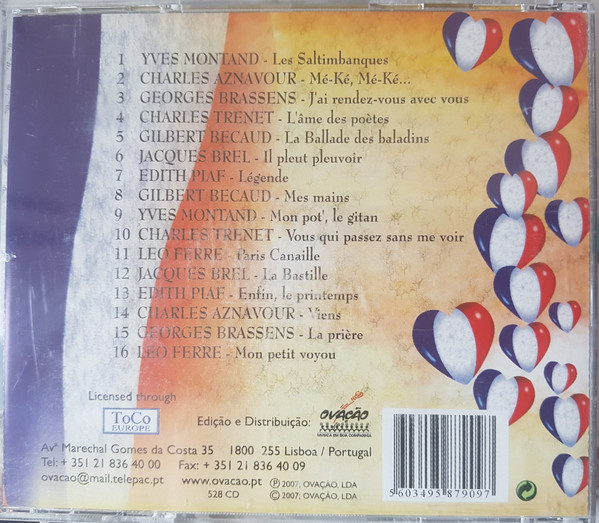 1 YVES MONTAND - Les Saltimbanques
2 CHARLES AZNAVOUR - Mé-Ké, Mé-Ké...
3 GEORGES BRASSENS - J'ai rendez-vous avec vous
4 CHARLES TRENET - L'âme des poètes
5 GILBERT BECAUD - La Ballade des baladins
6 JACQUES BREL - Il pleut pleuvoir
7 EDITH PIAF - Légende
8 GILBERT BECAUD - Mes mains
9 YVES MONTAND - Mon pot', le gitan
10 CHARLES TRENET - Vous qui passez sans me voir
11 LEO FERRE - Paris Canaille
12 JACQUES BREL - La Bastille
13 EDITH PIAF - Enfin, le printemps
14 CHARLES AZNAVOUR - Viens
15 GEORGES BRASSENS - La prière
16 LEO FERRE - Mon petit voyou
Licensed through
ToCo
EUROPE
Edição e Distribuição:
OVAÇÃO
MÚSICA EM BOA COMPANHIA
Avª Marechal Gomes da Costa 35 1800 255 Lisboa / Portugal
Tel: + 351 21 836 40 00 Fax: + 351 21 836 40 09
ovacao@mail.telepac.pt www.ovacao.pt
528 CD
℗ 2007, OVAÇÃO, LDA
© 2007, OVAÇÃO, LDA
5 603495 879097